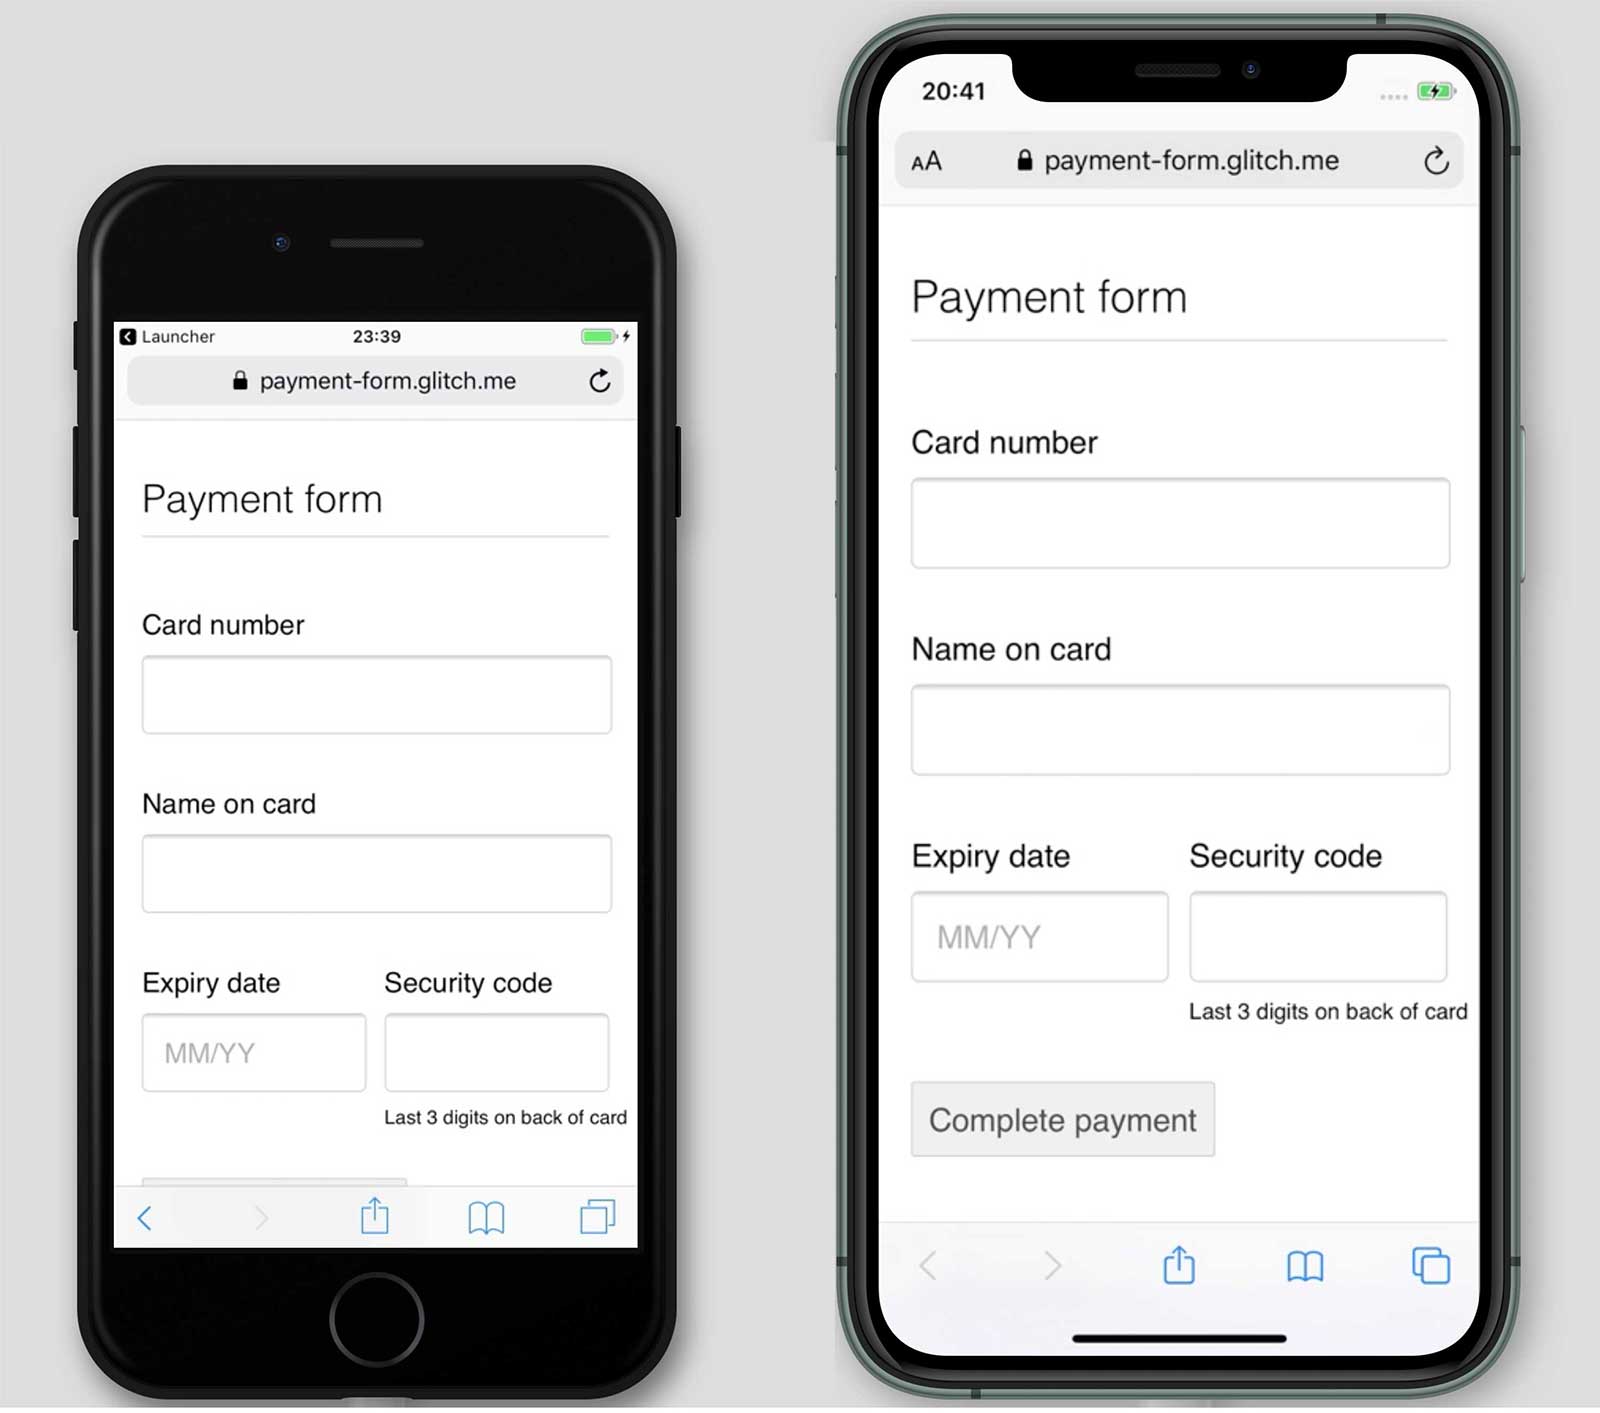 Launcher
23:39
payment-form.glitch.me
Payment form
Card number
Name on card
Expiry date
Security code
MM/YY
Last 3 digits on back of card
20:41
AA
payment-form.glitch.me
Payment form
Card number
Name on card
Expiry date
Security code
MM/YY
Last 3 digits on back of card
Complete payment